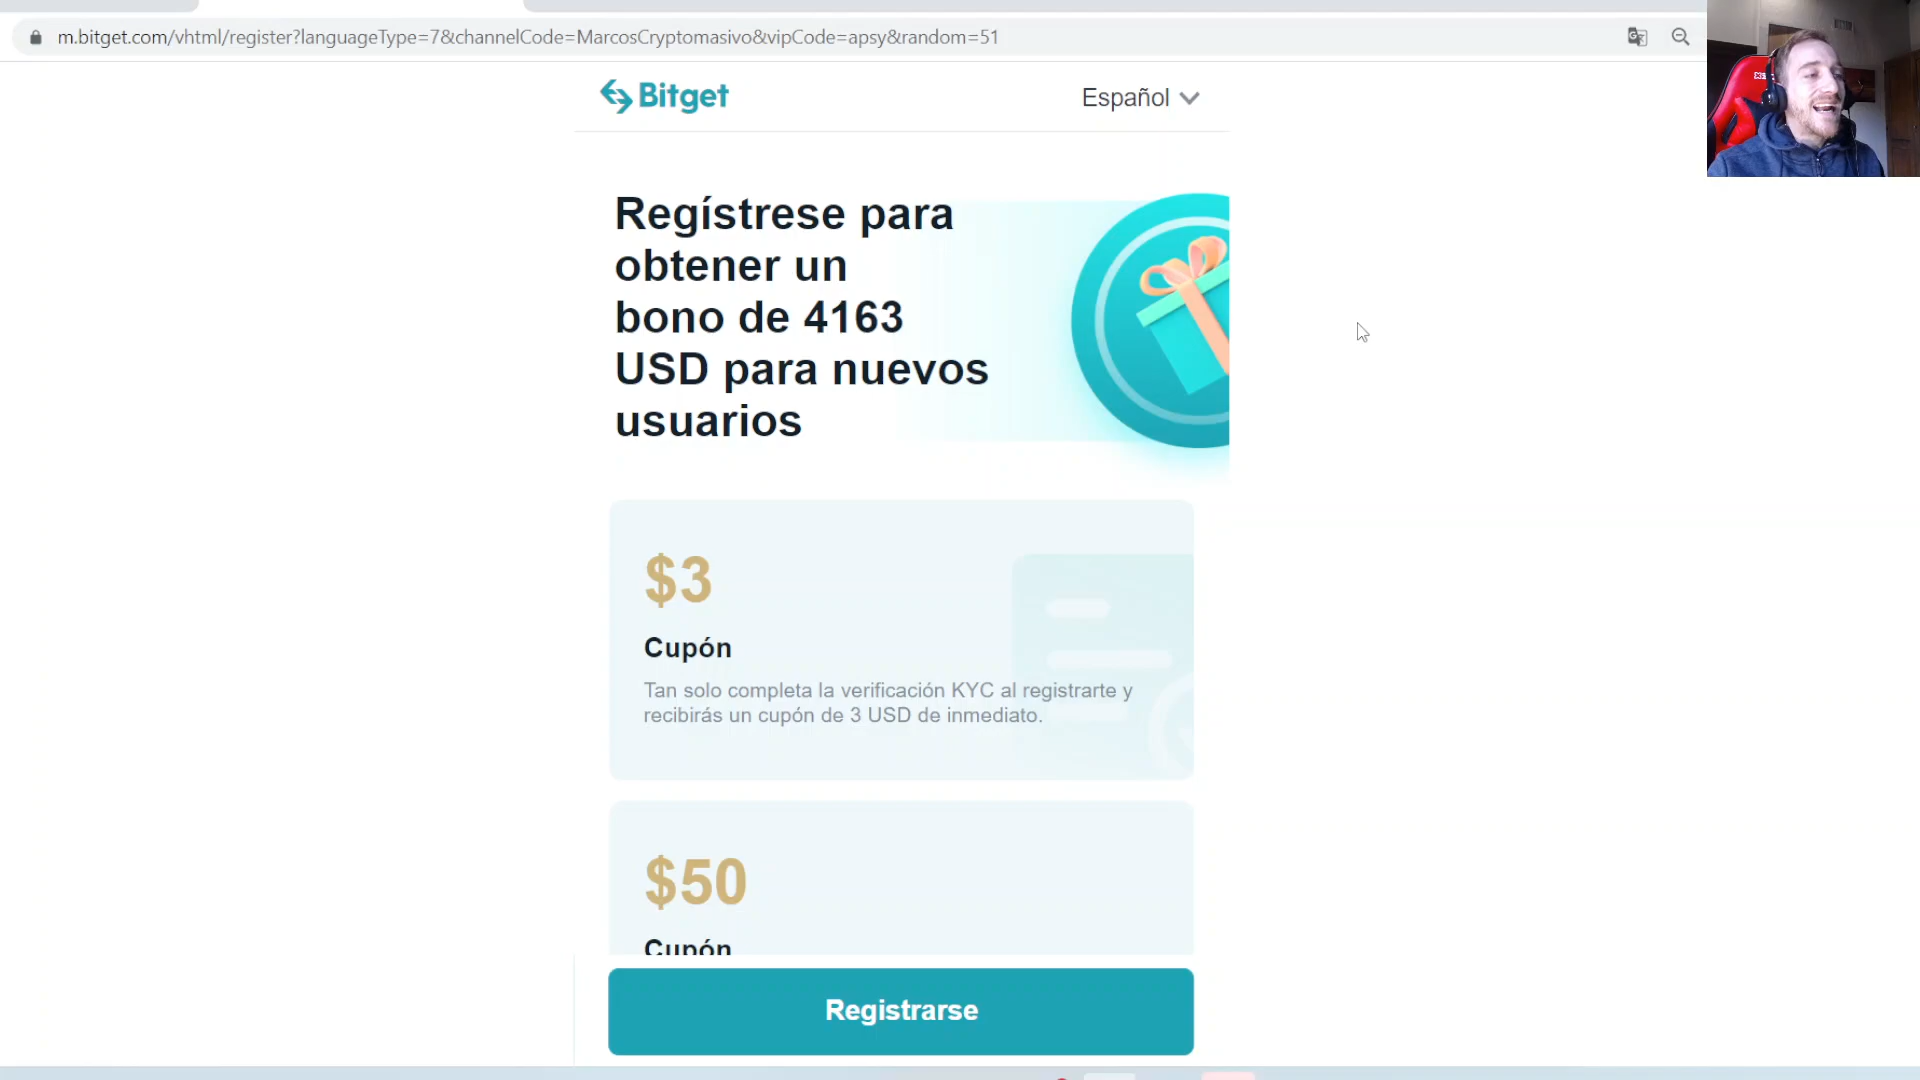 m.bitget.com/vhtml/register?languageType=7&channelCode=MarcosCryptomasivo&vipCode=apsy&random=51
Bitget
Español
Regístrese para
obtener un
bono de 4163
USD para nuevos
usuarios
$3
Cupón
Tan solo completa la verificación KYC al registrarte y
recibirás un cupón de 3 USD de inmediato.
$50
Cupón
Registrarse